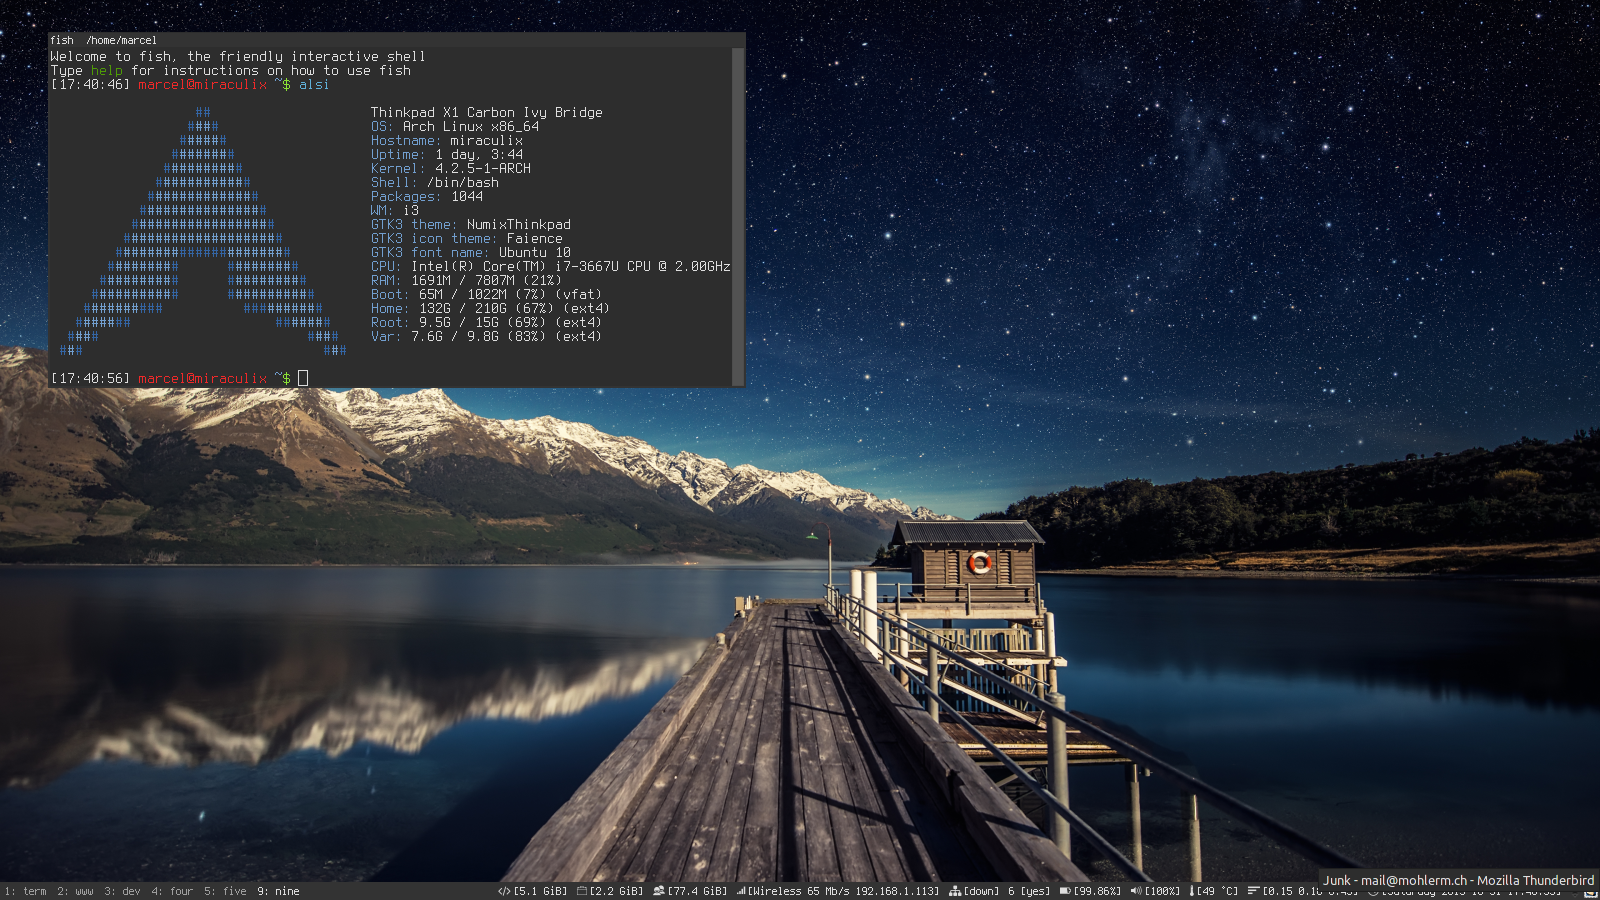 fish  /home/marcel
Welcome to fish, the friendly interactive shell
Type help for instructions on how to use fish
[17:40:46] marcel@miraculix ~$ alsi
Thinkpad X1 Carbon Ivy Bridge
OS: Arch Linux x86_64
Hostname: miraculix
Uptime: 1 day, 3:44
Kernel: 4.2.5-1-ARCH
Shell: /bin/bash
Packages: 1044
WM: i3
GTK3 theme: NumixThinkpad
GTK3 icon theme: Faience
GTK3 font name: Ubuntu 10
CPU: Intel(R) Core(TM) i7-3667U CPU @ 2.00GHz
RAM: 1691M / 7807M (21%)
Boot: 65M / 1022M (7%) (vfat)
Home: 132G / 210G (67%) (ext4)
Root: 9.5G / 15G (69%) (ext4)
Var: 7.6G / 9.8G (83%) (ext4)
[17:40:56] marcel@miraculix ~$
Junk - mail@mohlerm.ch - Mozilla Thunderbird
1: term 2: www 3: dev 4: four 5: five 9: nine </>[5.1 GiB] [2.2 GiB] [77.4 GiB] [Wireless 65 Mb/s 192.168.1.113] [down] 6 [yes] [99.86%] [100%] [49 °C] [0.15